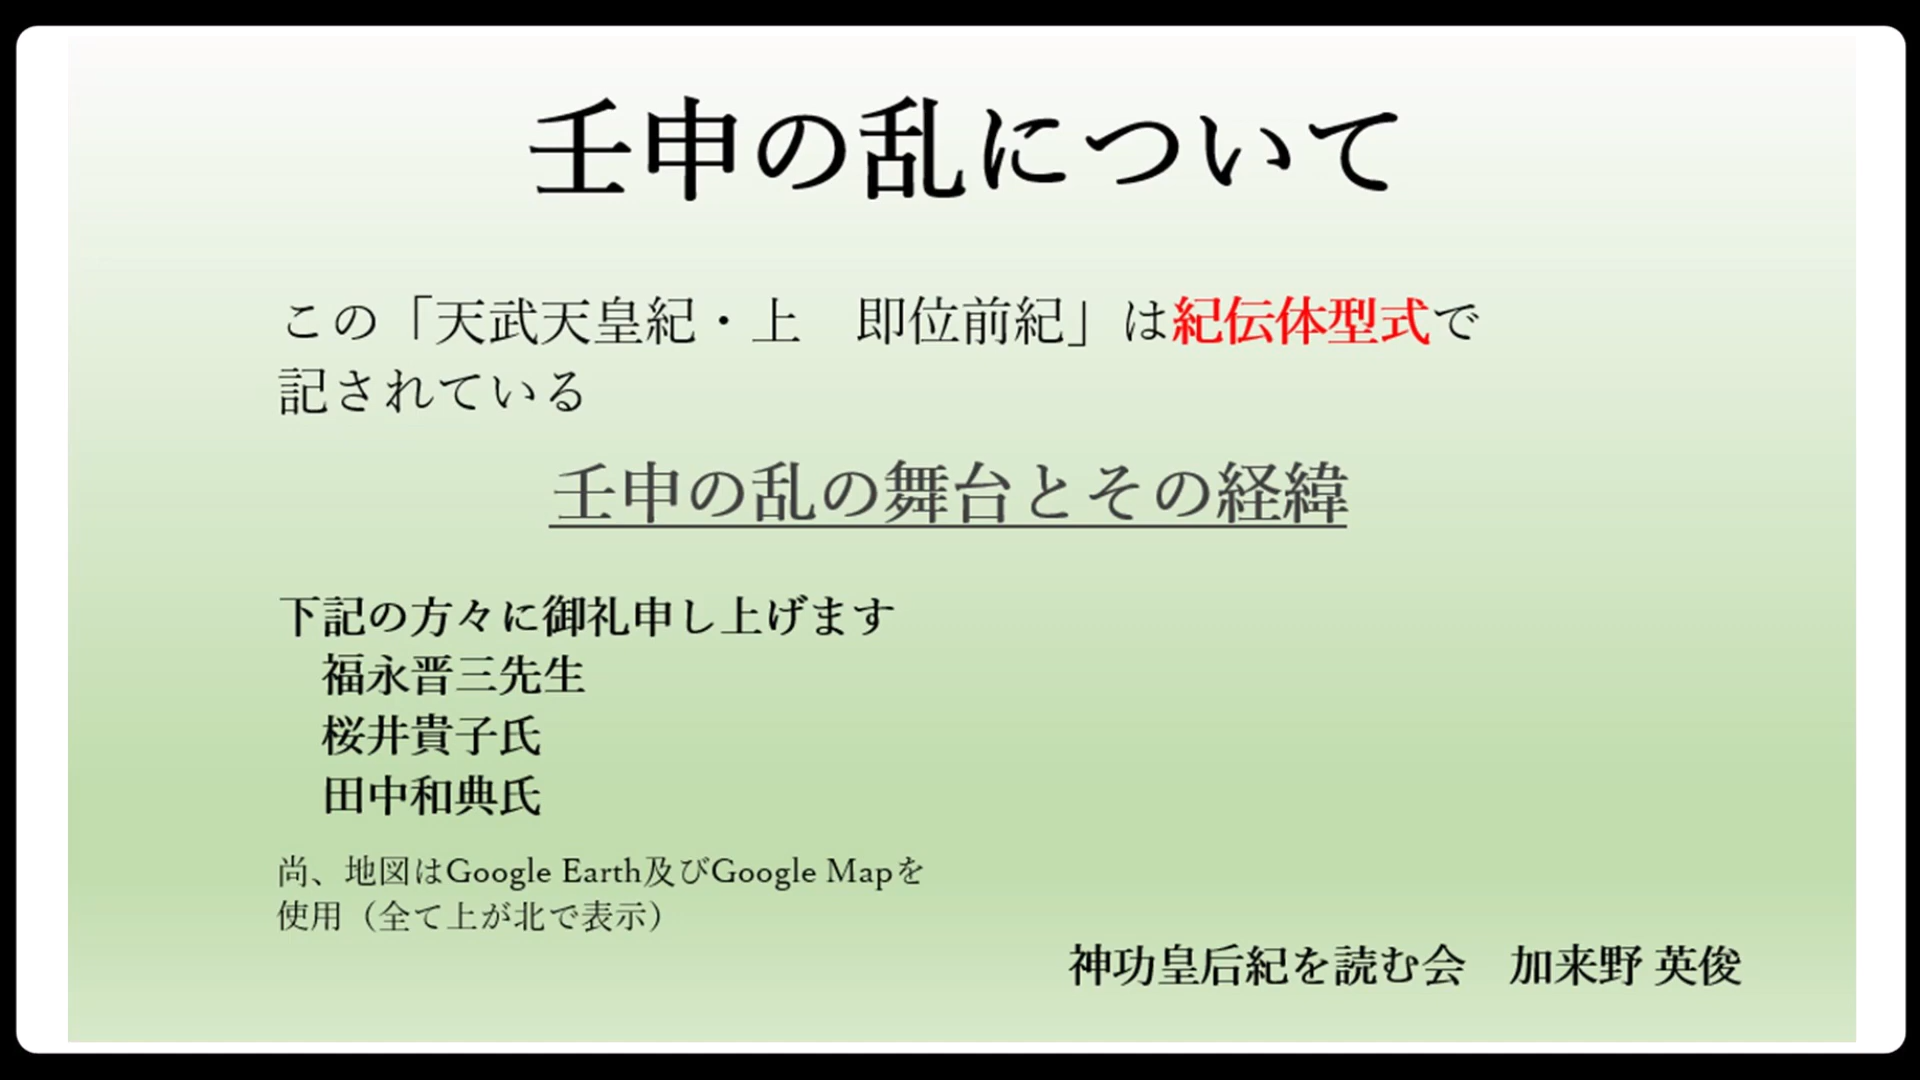 壬申の乱について
この「天武天皇紀・上　即位前紀」は紀伝体型式で
記されている
壬申の乱の舞台とその経緯
下記の方々に御礼申し上げます
福永晋三先生
桜井貴子氏
田中和典氏
尚、地図はGoogle Earth及びGoogle Mapを
使用（全て上が北で表示）
神功皇后紀を読む会　加来野 英俊